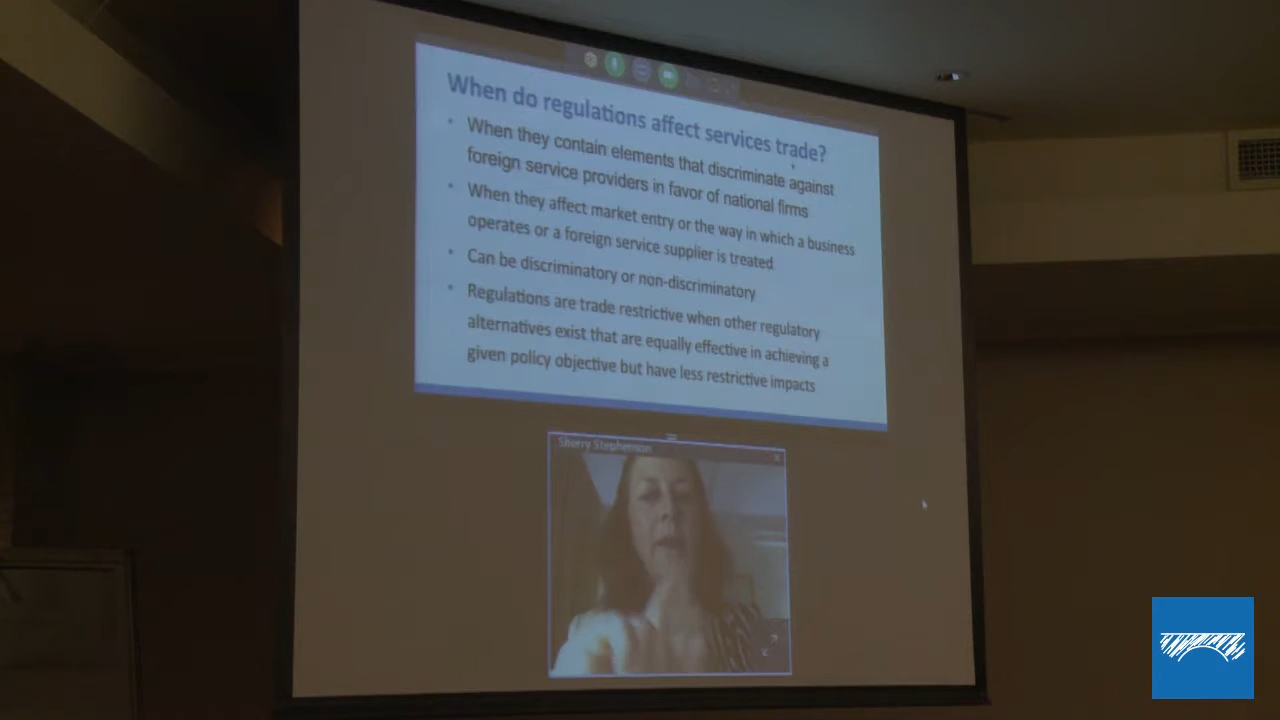 When do regulations affect services trade?
• When they contain elements that discriminate against
foreign service providers in favor of national firms
• When they affect market entry or the way in which a business
operates or a foreign service supplier is treated
• Can be discriminatory or non-discriminatory
• Regulations are trade restrictive when other regulatory
alternatives exist that are equally effective in achieving a
given policy objective but have less restrictive impacts
Sherry Stephenson